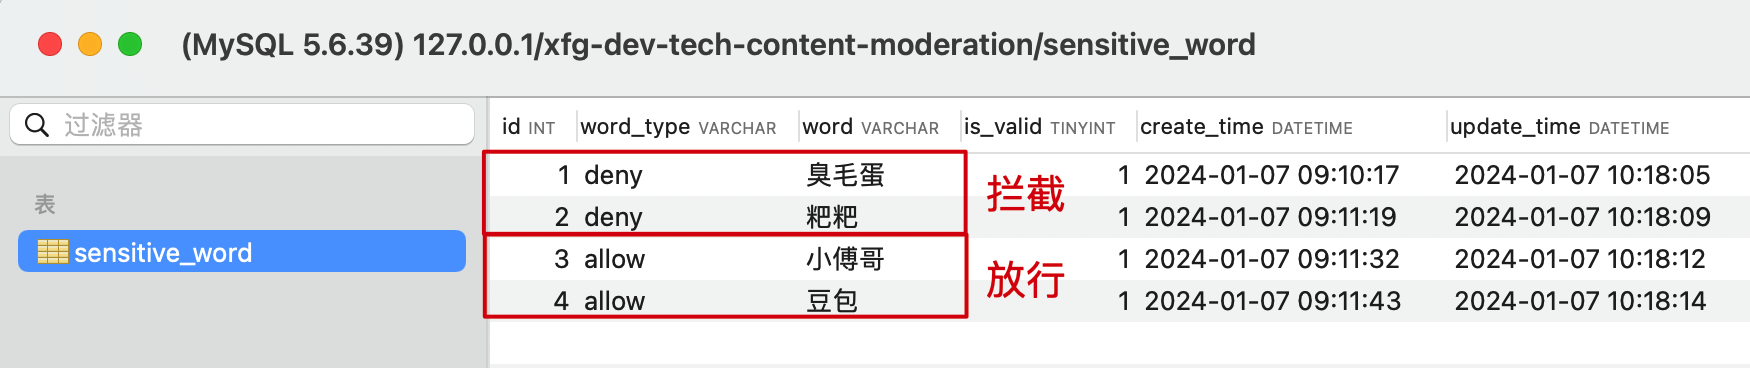 (MySQL 5.6.39) 127.0.0.1/xfg-dev-tech-content-moderation/sensitive_word
过滤器
id INT word_type VARCHAR word VARCHAR is_valid TINYINT create_time DATETIME update_time DATETIME
表
sensitive_word
1 deny 臭毛蛋 1 2024-01-07 09:10:17 2024-01-07 10:18:05
拦截
2 deny 粑粑 1 2024-01-07 09:11:19 2024-01-07 10:18:09
3 allow 小傅哥 1 2024-01-07 09:11:32 2024-01-07 10:18:12
放行
4 allow 豆包 1 2024-01-07 09:11:43 2024-01-07 10:18:14